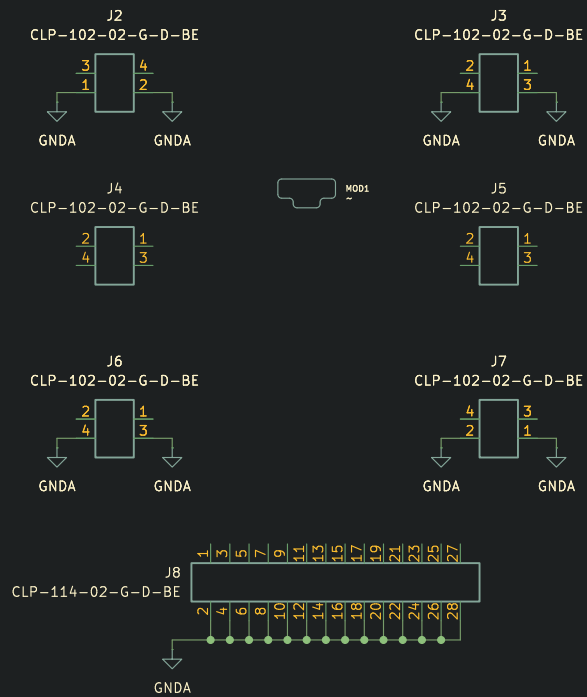 J2
CLP-102-02-G-D-BE
3 4
1 2
GNDA GNDA
J3
CLP-102-02-G-D-BE
2 1
4 3
GNDA GNDA
MOD1
~
J4
CLP-102-02-G-D-BE
2 1
4 3
J5
CLP-102-02-G-D-BE
2 1
4 3
J6
CLP-102-02-G-D-BE
2 1
4 3
GNDA GNDA
J7
CLP-102-02-G-D-BE
4 3
2 1
GNDA GNDA
1 3 5 7 9 11 13 15 17 19 21 23 25 27
J8
CLP-114-02-G-D-BE
2 4 6 8 10 12 14 16 18 20 22 24 26 28
GNDA